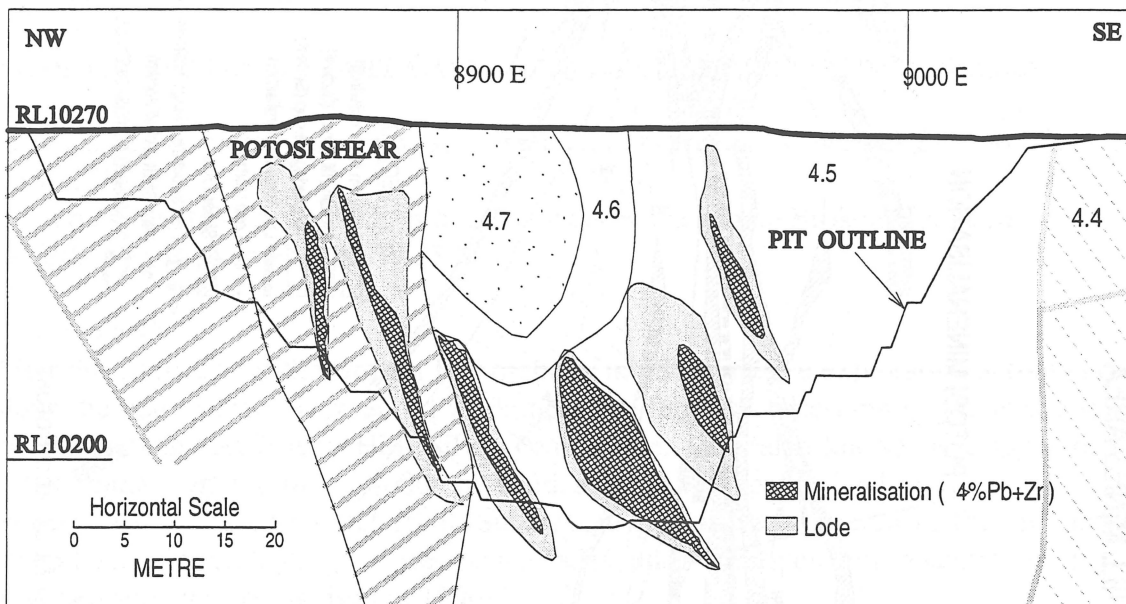 NW
SE
8900 E
9000 E
RL10270
POTOSI SHEAR
4.7
4.6
4.5
4.4
PIT OUTLINE
RL10200
Horizontal Scale
0 5 10 15 20
METRE
Mineralisation ( 4%Pb+Zr)
Lode